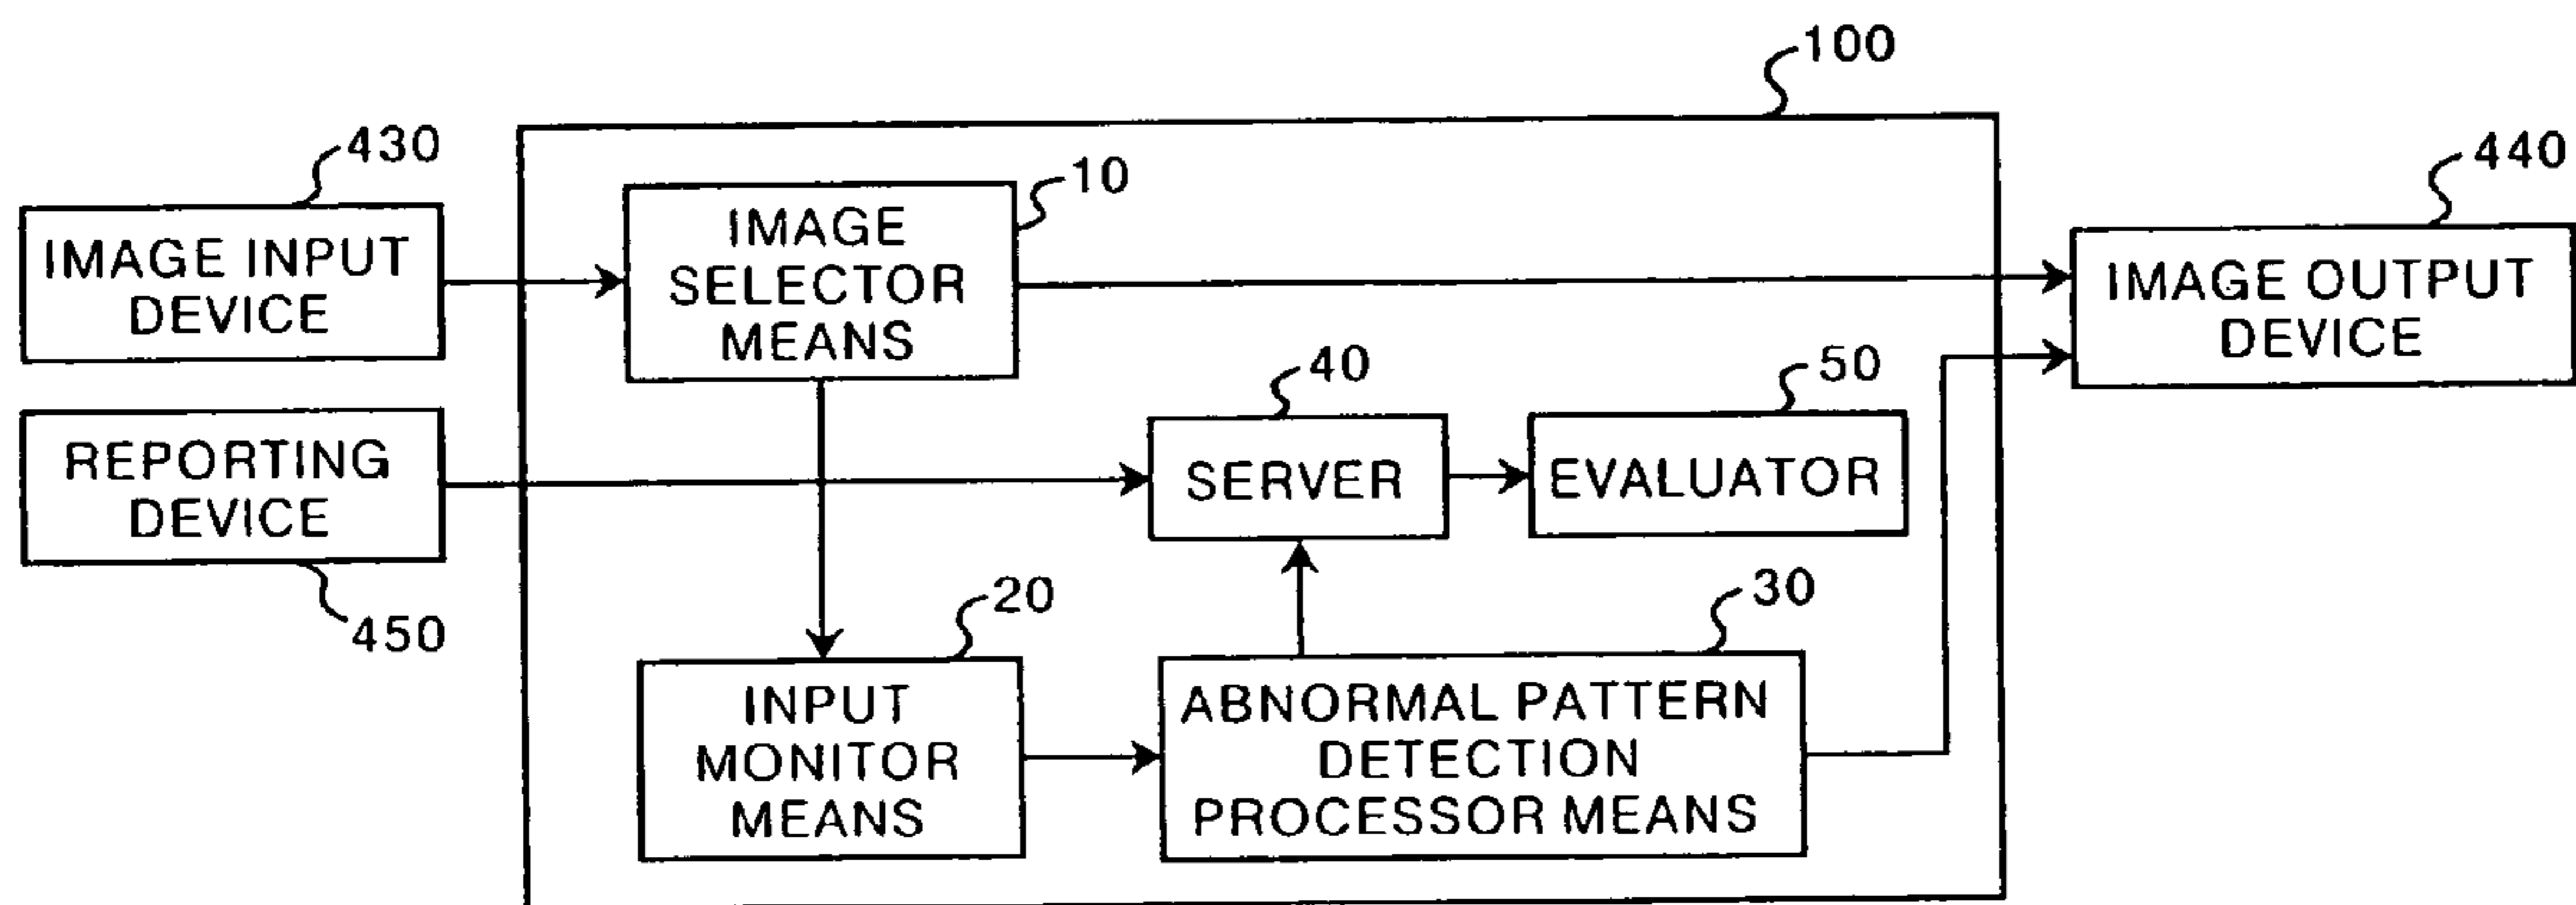 100
430
10
440
IMAGE INPUT
DEVICE
IMAGE
SELECTOR
MEANS
IMAGE OUTPUT
DEVICE
40
50
REPORTING
DEVICE
SERVER
EVALUATOR
450
20
30
INPUT
MONITOR
MEANS
ABNORMAL PATTERN
DETECTION
PROCESSOR MEANS